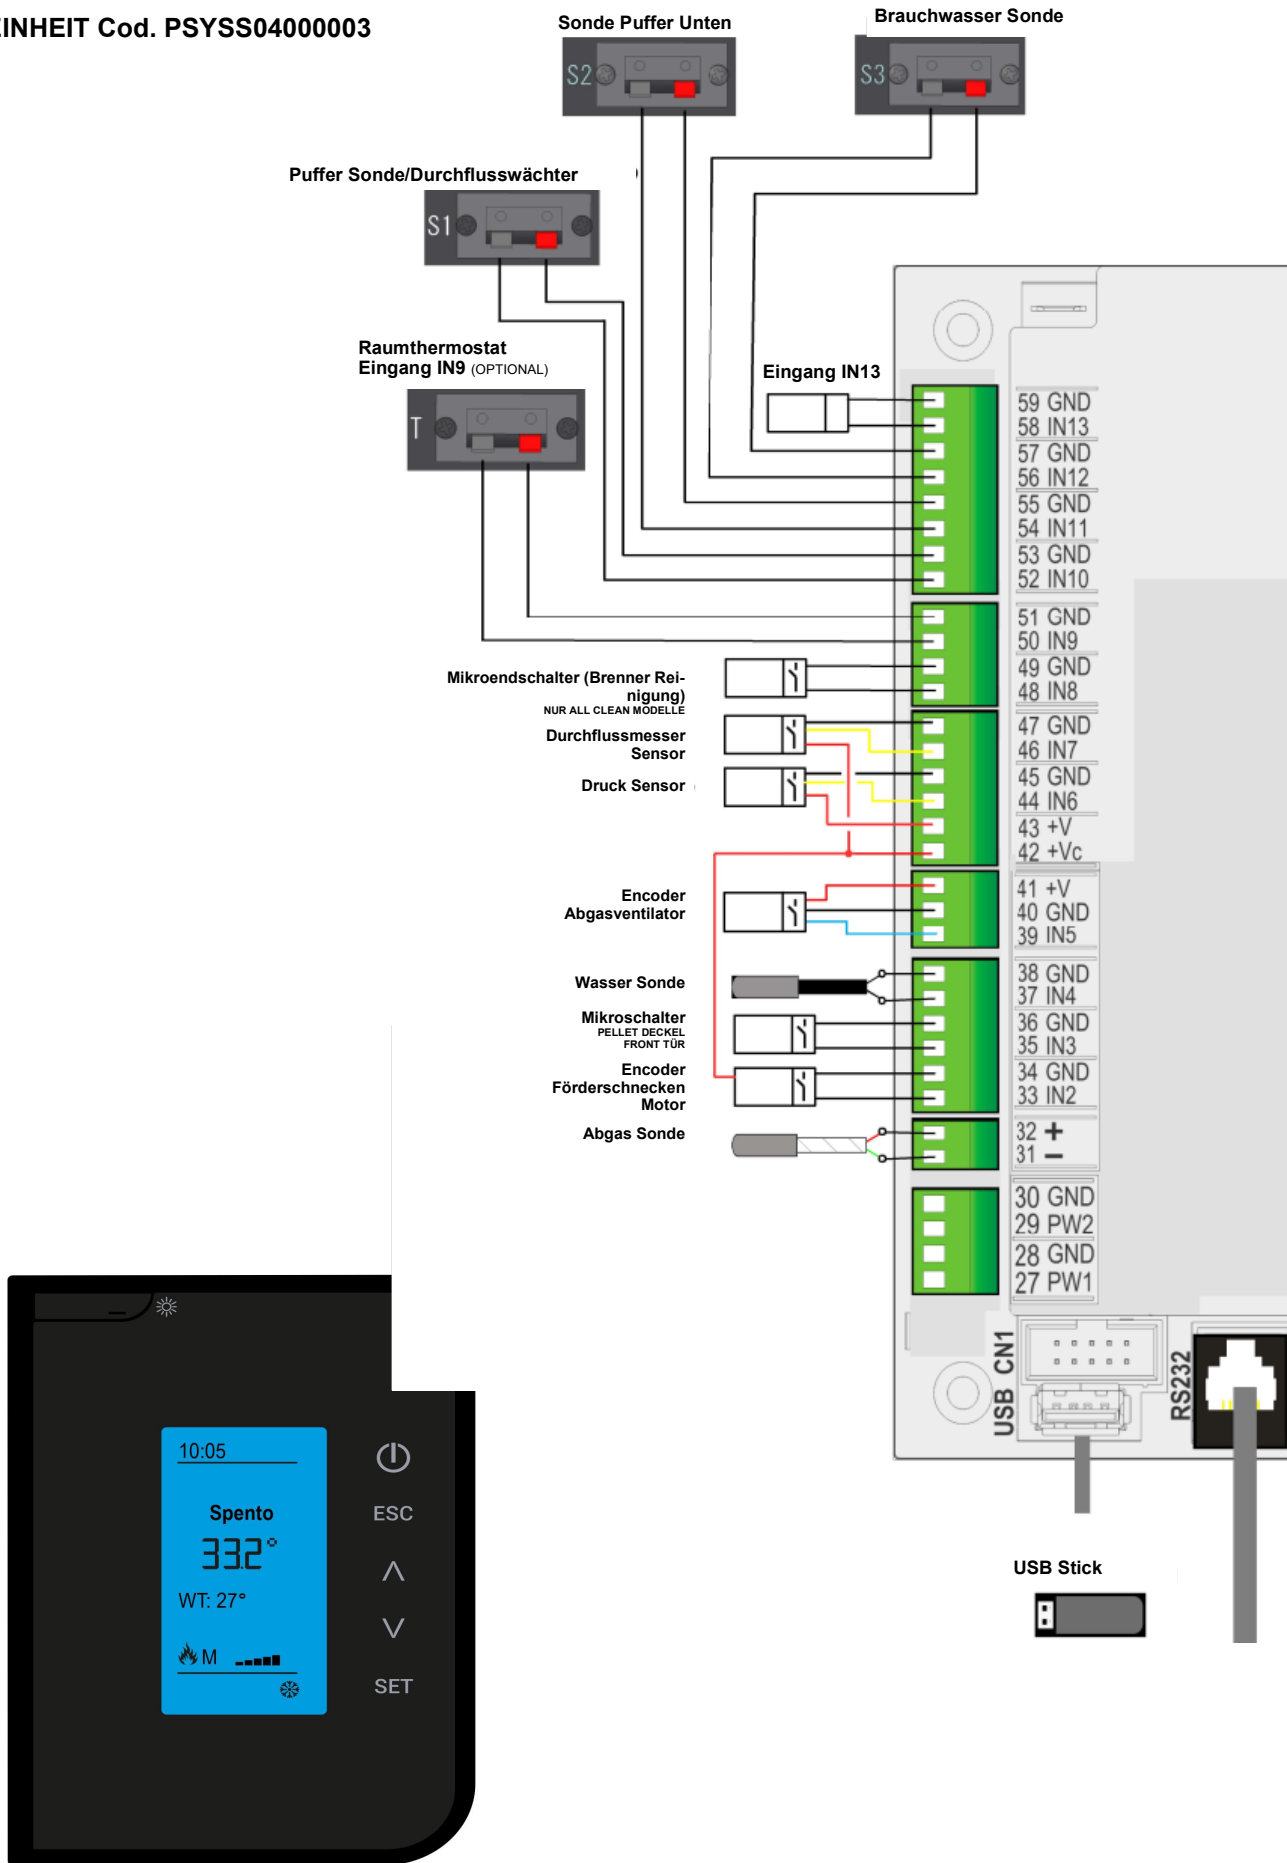 EINHEIT Cod. PSYSS04000003
Sonde Puffer Unten
Brauchwasser Sonde
S2
S3
Puffer Sonde/Durchflusswächter
S1
Raumthermostat
Eingang IN9 (OPTIONAL)
T
Eingang IN13
59 GND
58 IN13
57 GND
56 IN12
55 GND
54 IN11
53 GND
52 IN10
51 GND
50 IN9
49 GND
48 IN8
47 GND
46 IN7
45 GND
44 IN6
43 +V
42 +Vc
41 +V
40 GND
39 IN5
38 GND
37 IN4
36 GND
35 IN3
34 GND
33 IN2
32 +
31 −
30 GND
29 PW2
28 GND
27 PW1
Mikroendschalter (Brenner Rei-
nigung)
NUR ALL CLEAN MODELLE
Durchflussmesser
Sensor
Druck Sensor
Encoder
Abgasventilator
Wasser Sonde
Mikroschalter
PELLET DECKEL
FRONT TÜR
Encoder
Förderschnecken
Motor
Abgas Sonde
USB CN1
RS232
USB Stick
10:05
Spento
33.2°
WT: 27°
M
ESC
SET